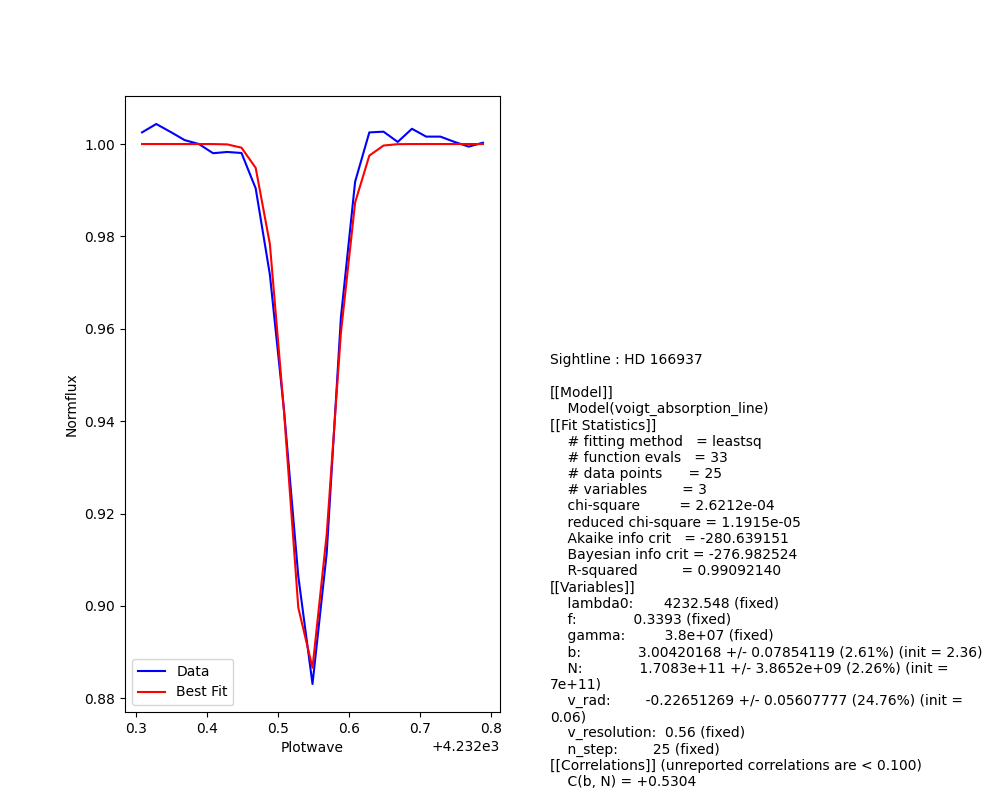 1.00
0.98
0.96
0.94
0.92
0.90
0.88
Normflux
0.3 0.4 0.5 0.6 0.7 0.8
Plotwave
+4.232e3
Data
Best Fit
Sightline : HD 166937
[[Model]]
Model(voigt_absorption_line)
[[Fit Statistics]]
# fitting method = leastsq
# function evals = 33
# data points = 25
# variables = 3
chi-square = 2.6212e-04
reduced chi-square = 1.1915e-05
Akaike info crit = -280.639151
Bayesian info crit = -276.982524
R-squared = 0.99092140
[[Variables]]
lambda0: 4232.548 (fixed)
f: 0.3393 (fixed)
gamma: 3.8e+07 (fixed)
b: 3.00420168 +/- 0.07854119 (2.61%) (init = 2.36)
N: 1.7083e+11 +/- 3.8652e+09 (2.26%) (init =
7e+11)
v_rad: -0.22651269 +/- 0.05607777 (24.76%) (init =
0.06)
v_resolution: 0.56 (fixed)
n_step: 25 (fixed)
[[Correlations]] (unreported correlations are < 0.100)
C(b, N) = +0.5304